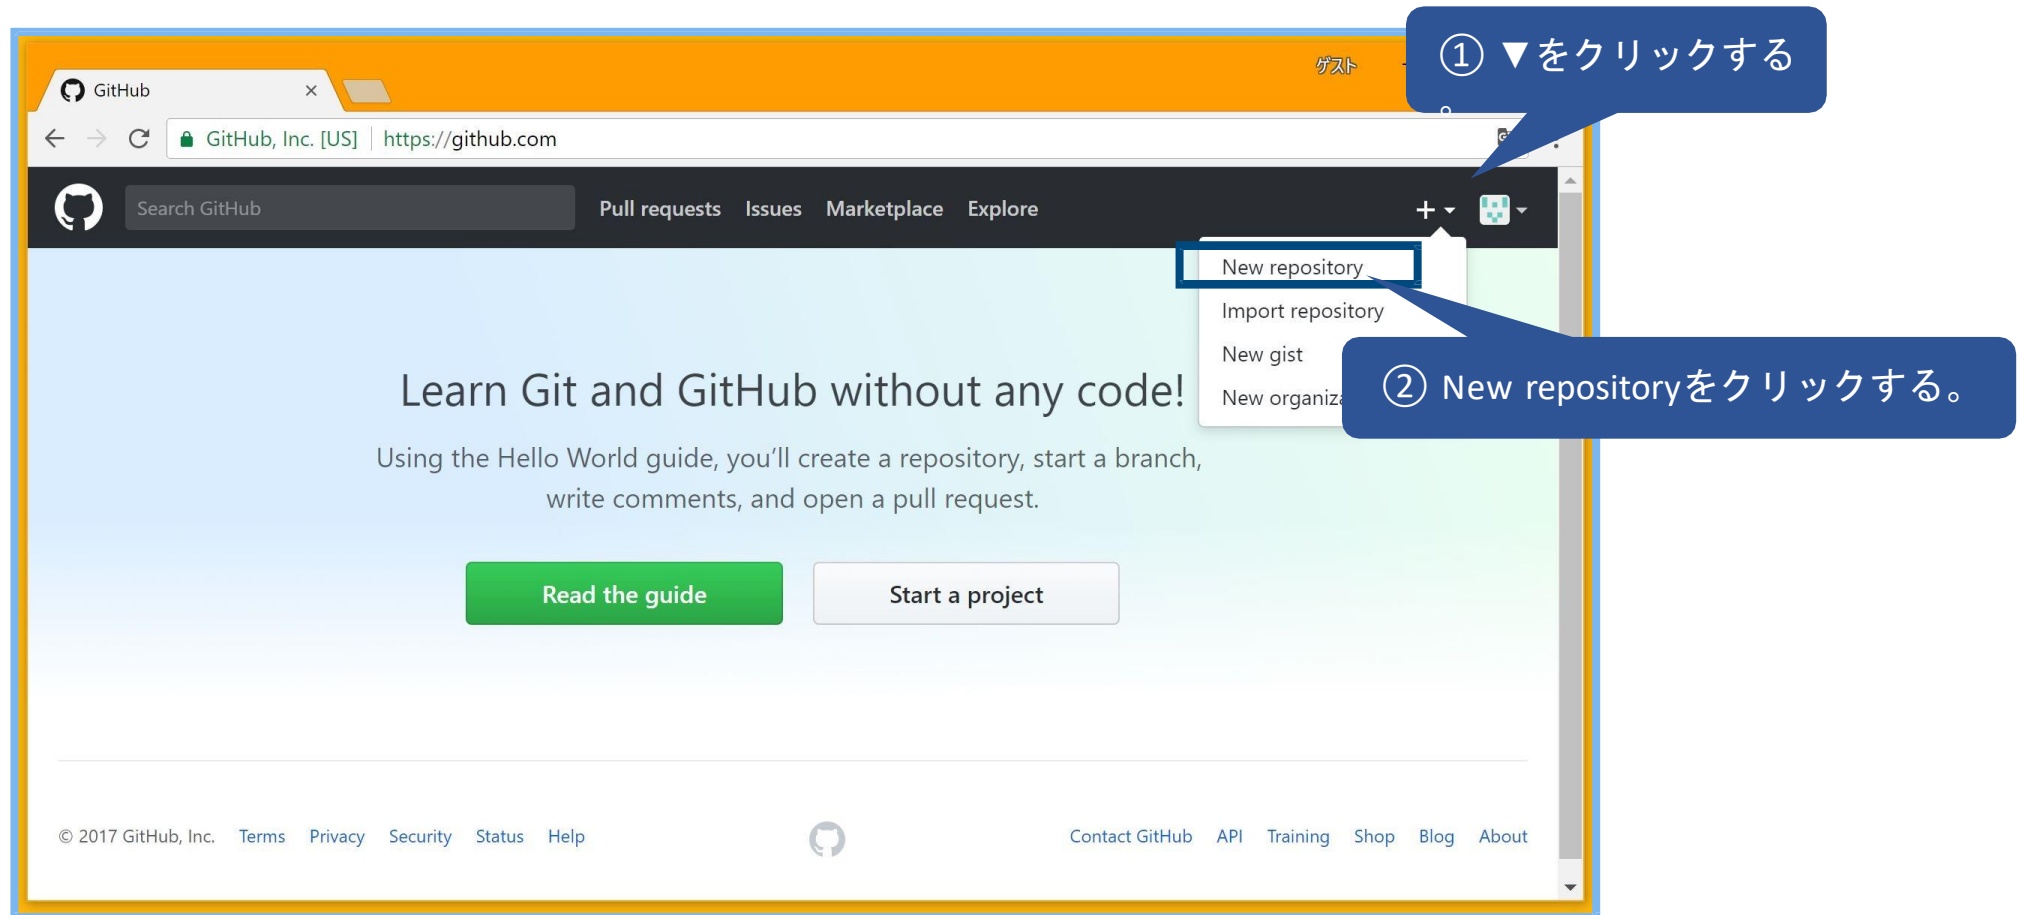 ① ▼をクリックする
。
ゲスト
GitHub
GitHub, Inc. [US] https://github.com
Search GitHub Pull requests Issues Marketplace Explore
New repository
Import repository
New gist
② New repositoryをクリックする。
Learn Git and GitHub without any code!
Using the Hello World guide, you'll create a repository, start a branch,
write comments, and open a pull request.
Read the guide Start a project
© 2017 GitHub, Inc. Terms Privacy Security Status Help Contact GitHub API Training Shop Blog About